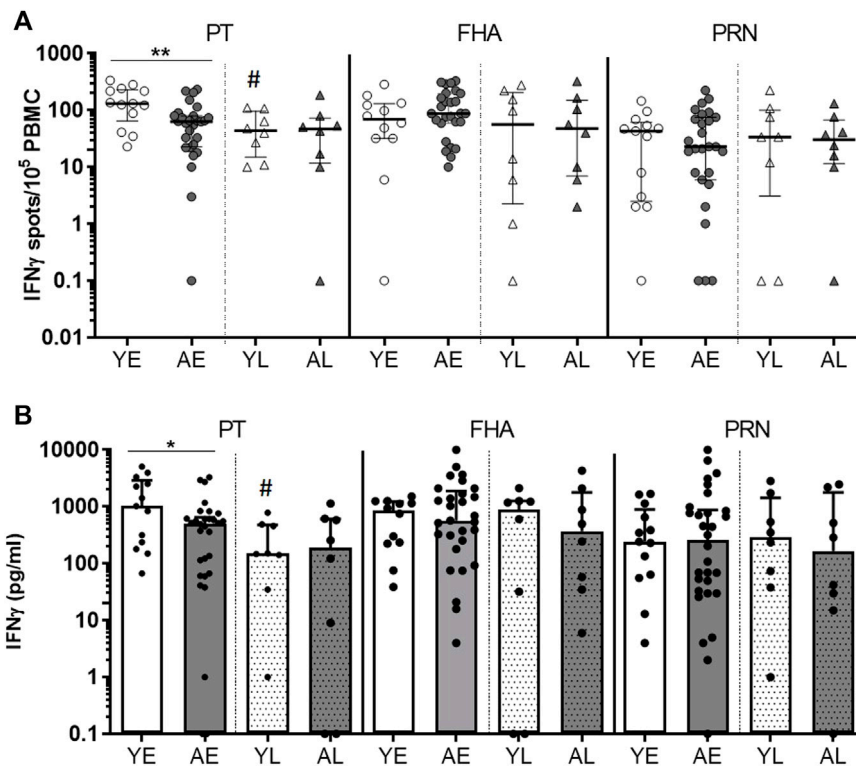 A
PT FHA PRN
**
#
IFNγ spots/10⁵ PBMC
1000
100
10
1
0.1
0.01
YE AE YL AL YE AE YL AL YE AE YL AL
B
PT FHA PRN
*
#
IFNγ (pg/ml)
10000
1000
100
10
1
0.1
YE AE YL AL YE AE YL AL YE AE YL AL